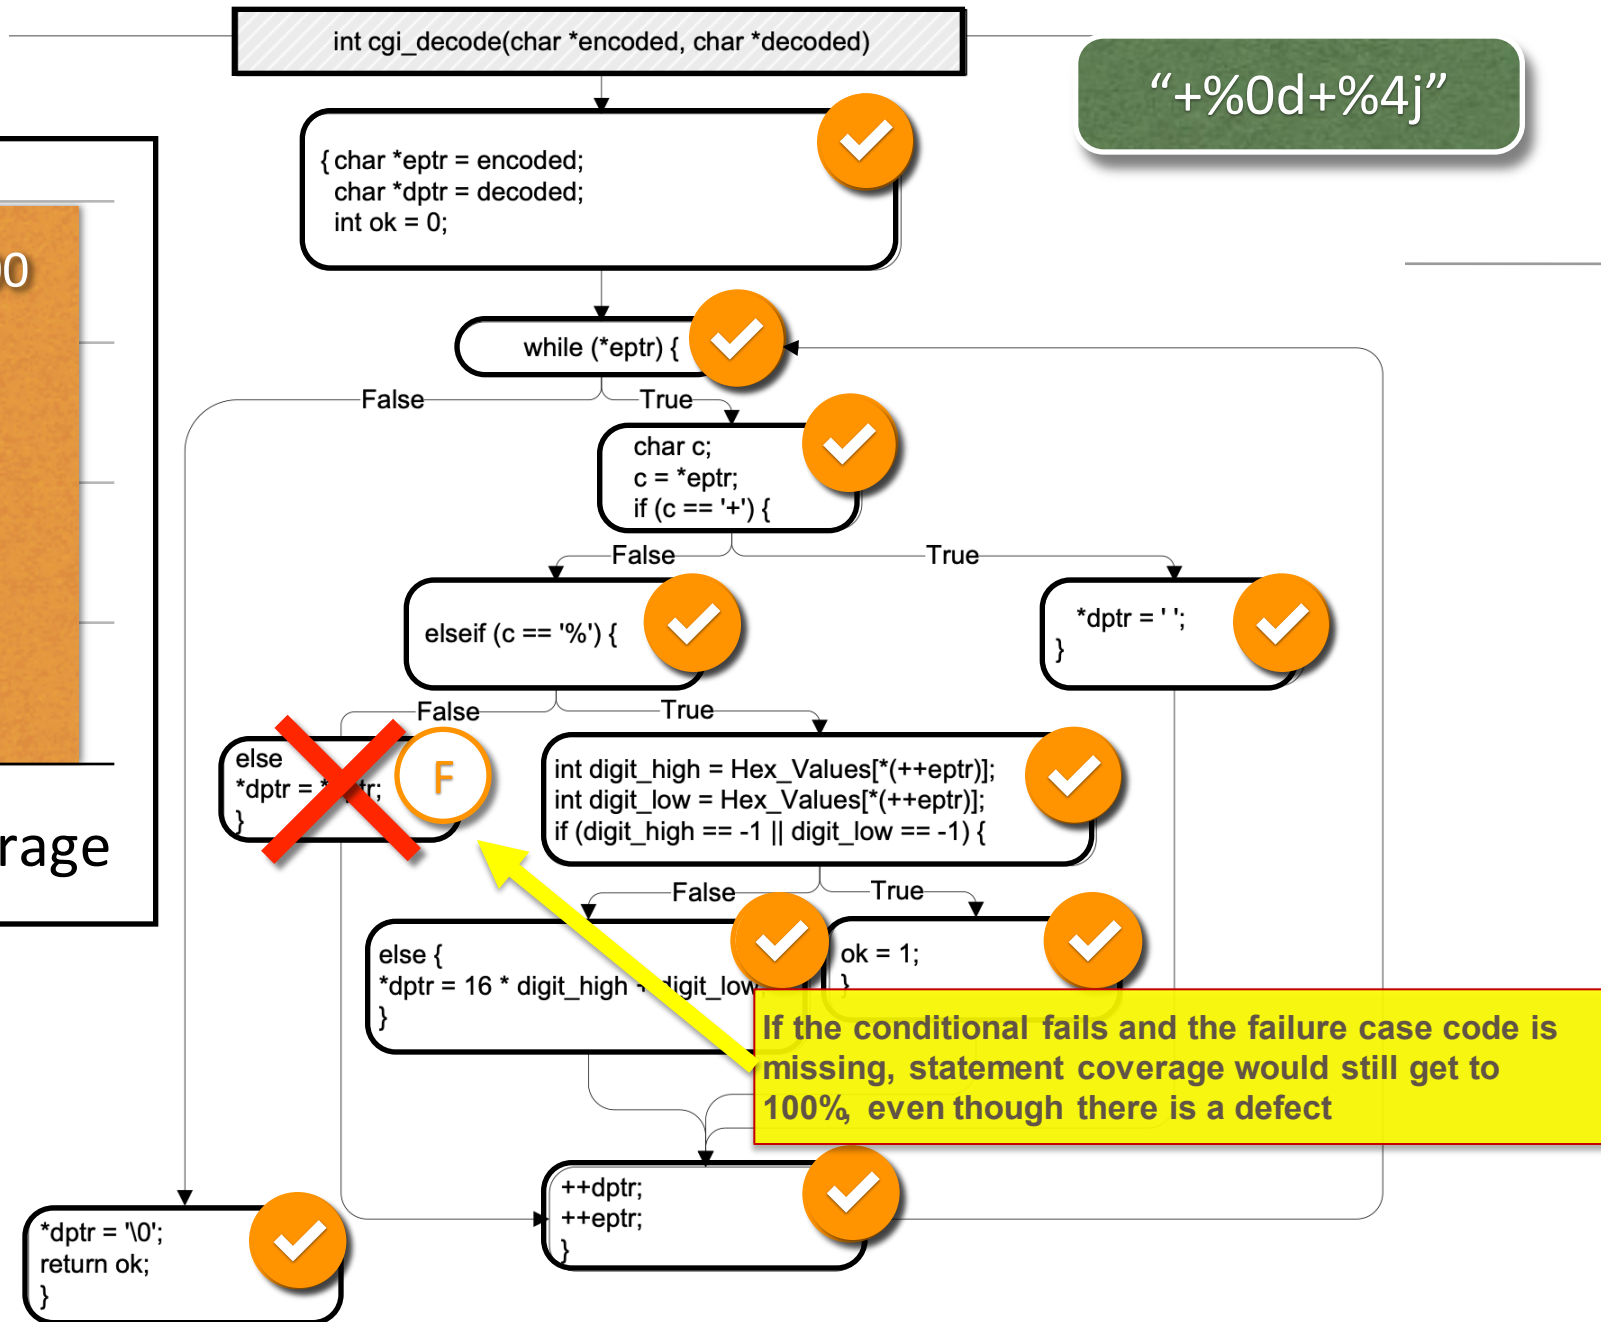 int cgi_decode(char *encoded, char *decoded)
“+%0d+%4j”
{ char *eptr = encoded;
char *dptr = decoded;
int ok = 0;
00
while (*eptr) {
False
True
char c;
c = *eptr;
if (c == '+') {
False
True
elseif (c == '%') {
*dptr = ' ';
}
False
True
else
*dptr = *
tr;
}
F
int digit_high = Hex_Values[*(++eptr)];
int digit_low = Hex_Values[*(++eptr)];
if (digit_high == -1 || digit_low == -1) {
rage
False
True
else {
*dptr = 16 * digit_high + digit_low;
}
ok = 1;
}
If the conditional fails and the failure case code is
missing, statement coverage would still get to
100%, even though there is a defect
++dptr;
++eptr;
}
*dptr = '\0';
return ok;
}